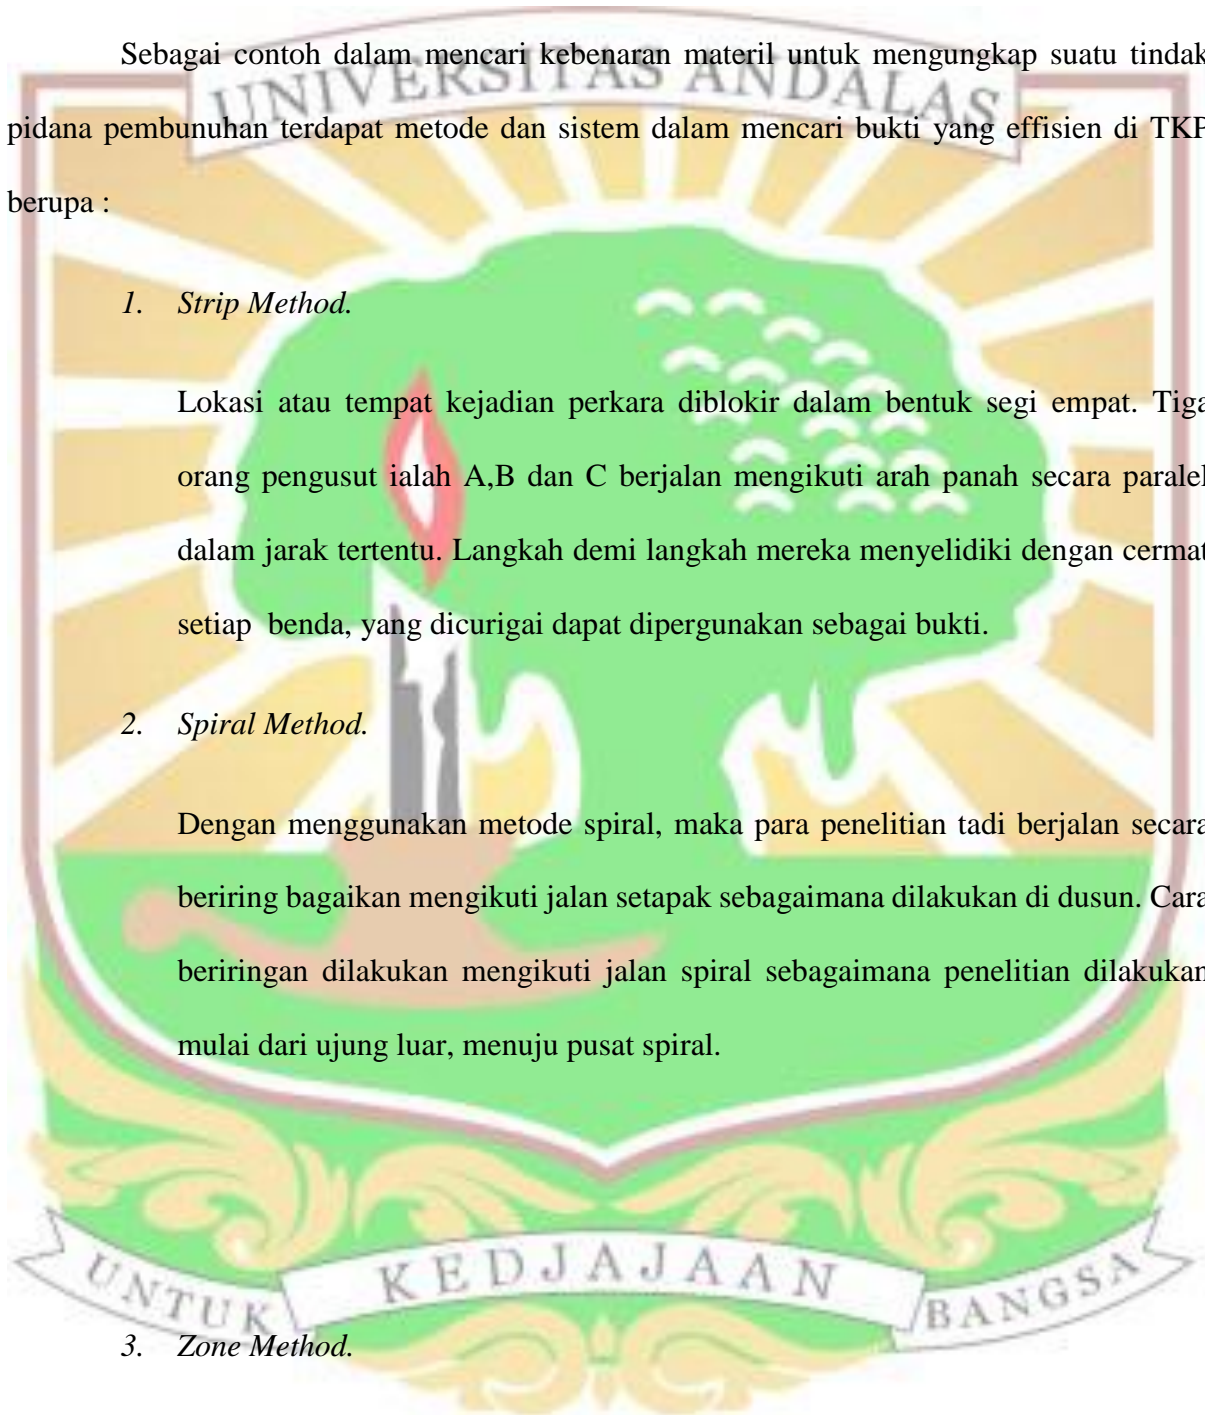 Sebagai contoh dalam mencari kebenaran materil untuk mengungkap suatu tindak
UNIVERSITAS ANDALAS
pidana pembunuhan terdapat metode dan sistem dalam mencari bukti yang effisien di TKP
berupa :
1. Strip Method.
Lokasi atau tempat kejadian perkara diblokir dalam bentuk segi empat. Tiga
orang pengusut ialah A,B dan C berjalan mengikuti arah panah secara paralel
dalam jarak tertentu. Langkah demi langkah mereka menyelidiki dengan cermat
setiap  benda, yang dicurigai dapat dipergunakan sebagai bukti.
2. Spiral Method.
Dengan menggunakan metode spiral, maka para penelitian tadi berjalan secara
beriring bagaikan mengikuti jalan setapak sebagaimana dilakukan di dusun. Cara
beriringan dilakukan mengikuti jalan spiral sebagaimana penelitian dilakukan
mulai dari ujung luar, menuju pusat spiral.
UNTUK KEDJAJAAN BANGSA
3. Zone Method.